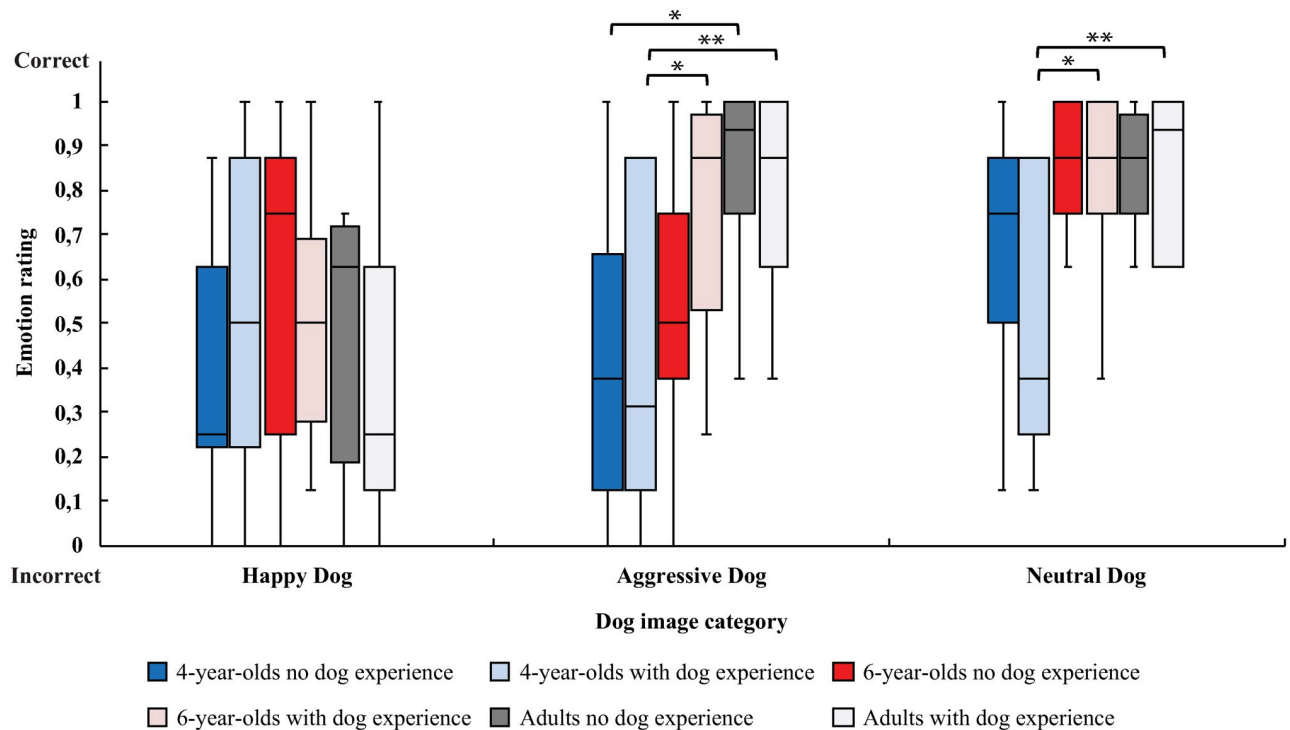 *
**
*
**
*
Correct
1
0,9
0,8
0,7
0,6
0,5
0,4
0,3
0,2
0,1
0
Emotion rating
Incorrect
Happy Dog
Aggressive Dog
Neutral Dog
Dog image category
4-year-olds no dog experience
4-year-olds with dog experience
6-year-olds no dog experience
6-year-olds with dog experience
Adults no dog experience
Adults with dog experience